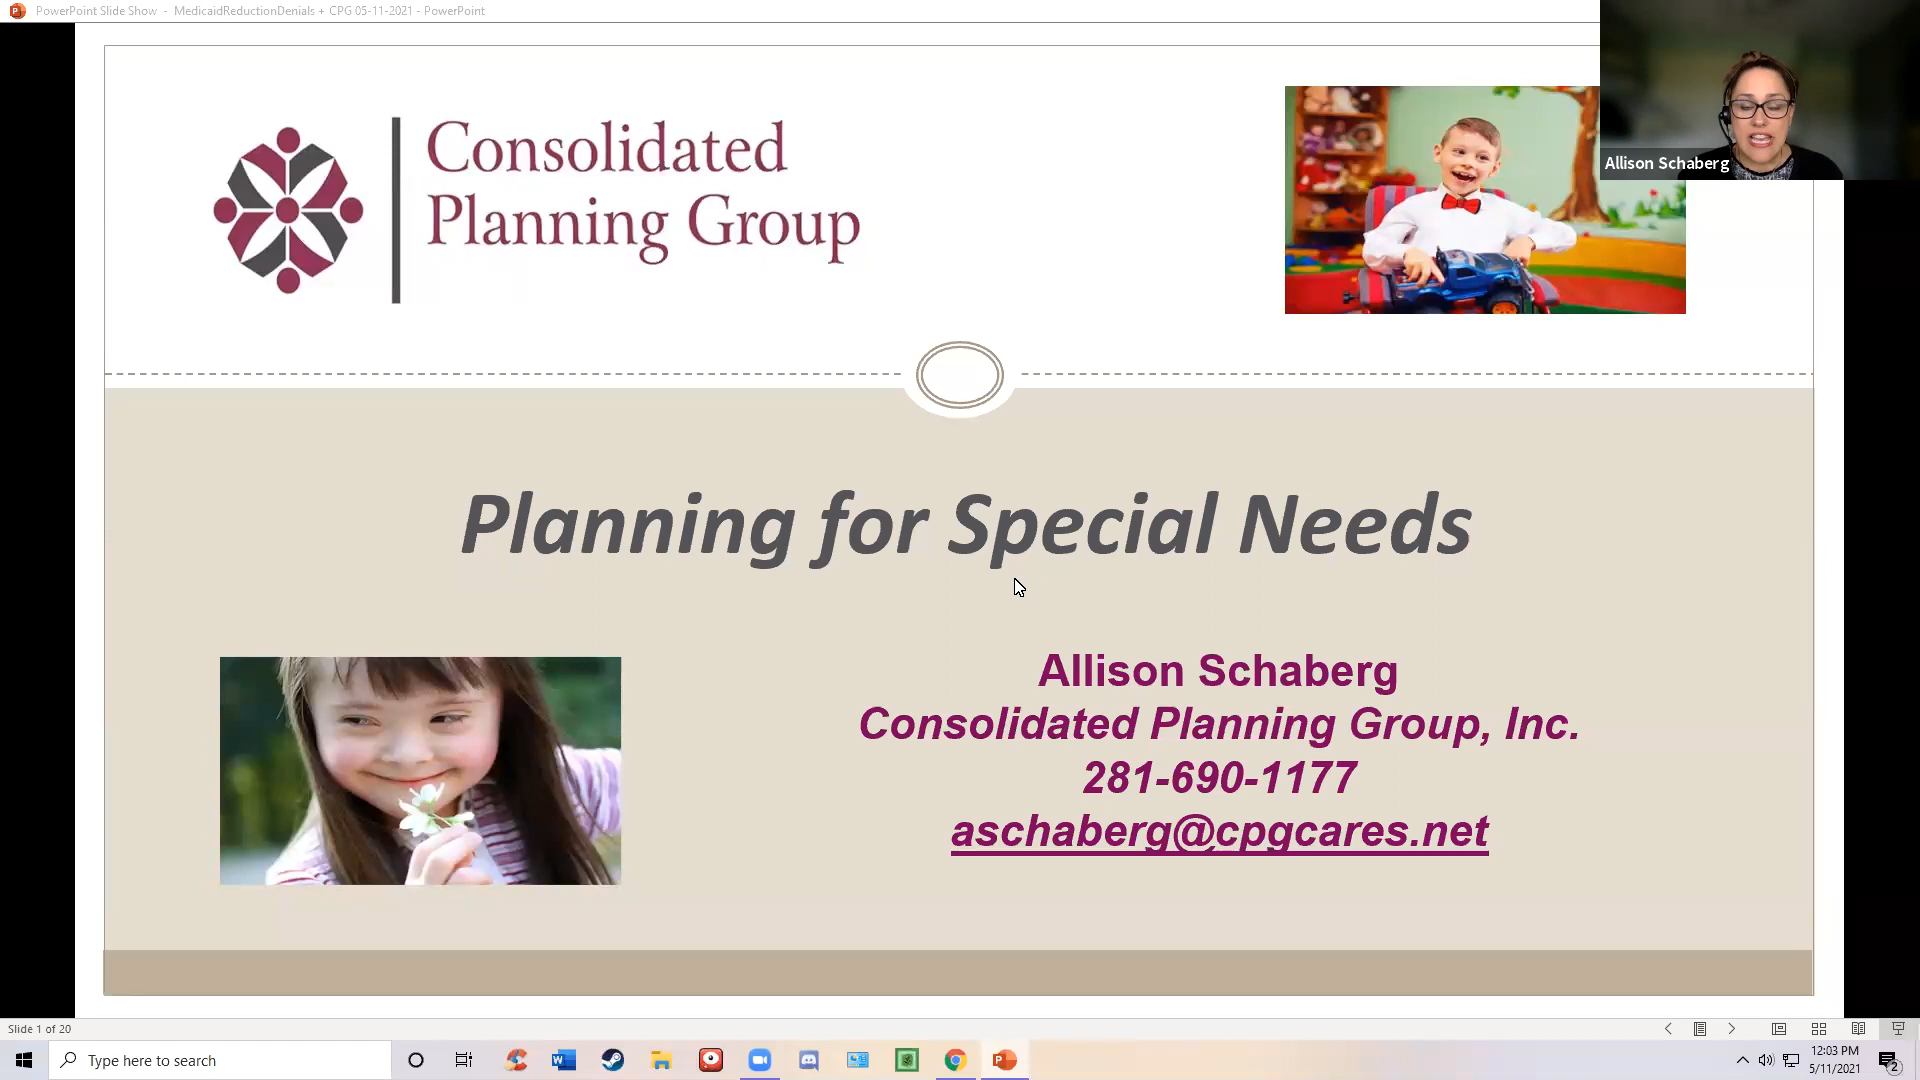 PowerPoint Slide Show - MedicaidReductionDenials + CPG 05-11-2021 - PowerPoint
Consolidated
Planning Group
Allison Schaberg
Planning for Special Needs
Allison Schaberg
Consolidated Planning Group, Inc.
281-690-1177
aschaberg@cpgcares.net
Slide 1 of 20
Type here to search
12:03 PM
5/11/2021
2